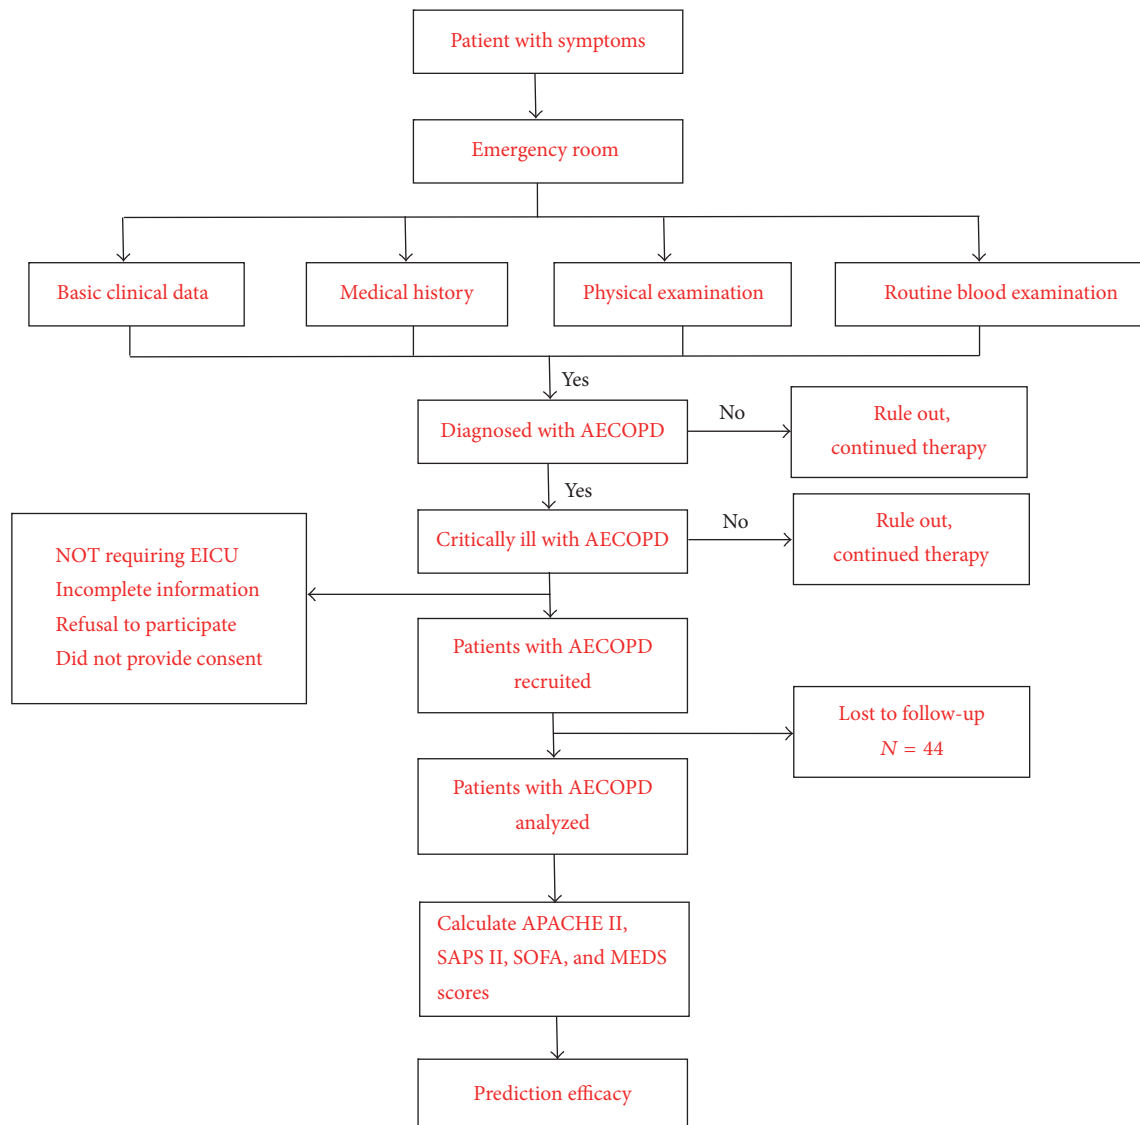 Patient with symptoms
Emergency room
Basic clinical data
Medical history
Physical examination
Routine blood examination
Yes
Diagnosed with AECOPD
No
Rule out,
continued therapy
Yes
Critically ill with AECOPD
No
Rule out,
continued therapy
NOT requiring EICU
Incomplete information
Refusal to participate
Did not provide consent
Patients with AECOPD
recruited
Lost to follow-up
N = 44
Patients with AECOPD
analyzed
Calculate APACHE II,
SAPS II, SOFA, and MEDS
scores
Prediction efficacy